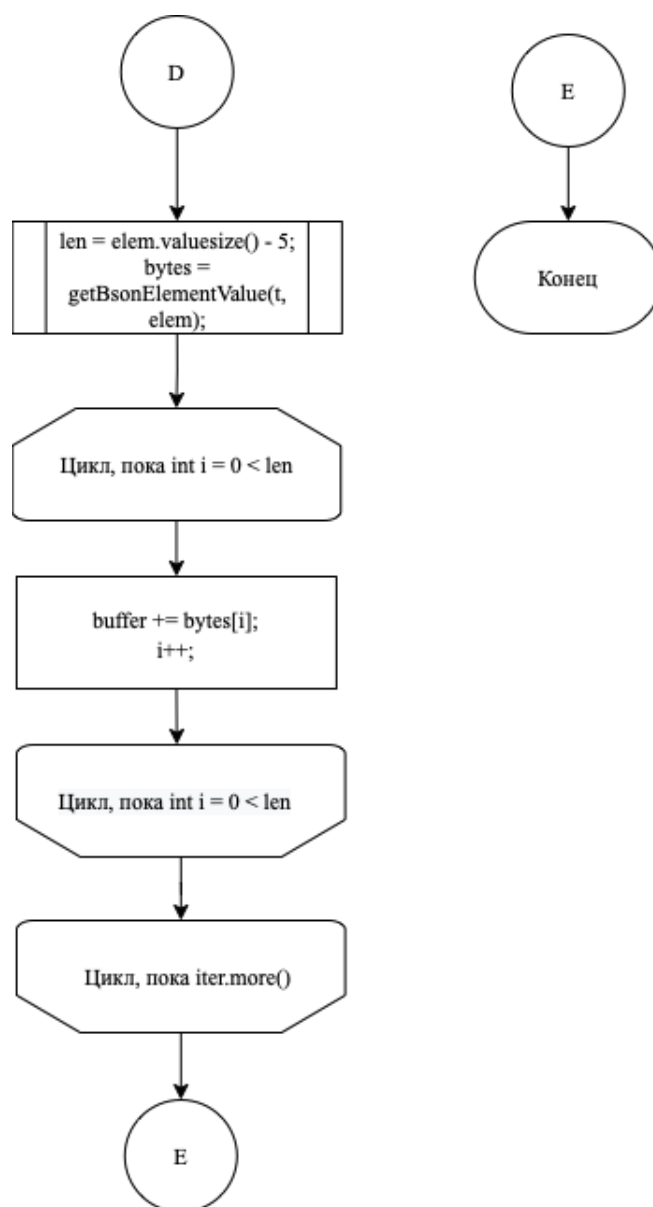 D
len = elem.valuesize() - 5;
bytes =
getBsonElementValue(t,
elem);
Цикл, пока int i = 0 < len
buffer += bytes[i];
i++;
Цикл, пока int i = 0 < len
Цикл, пока iter.more()
E
E
Конец